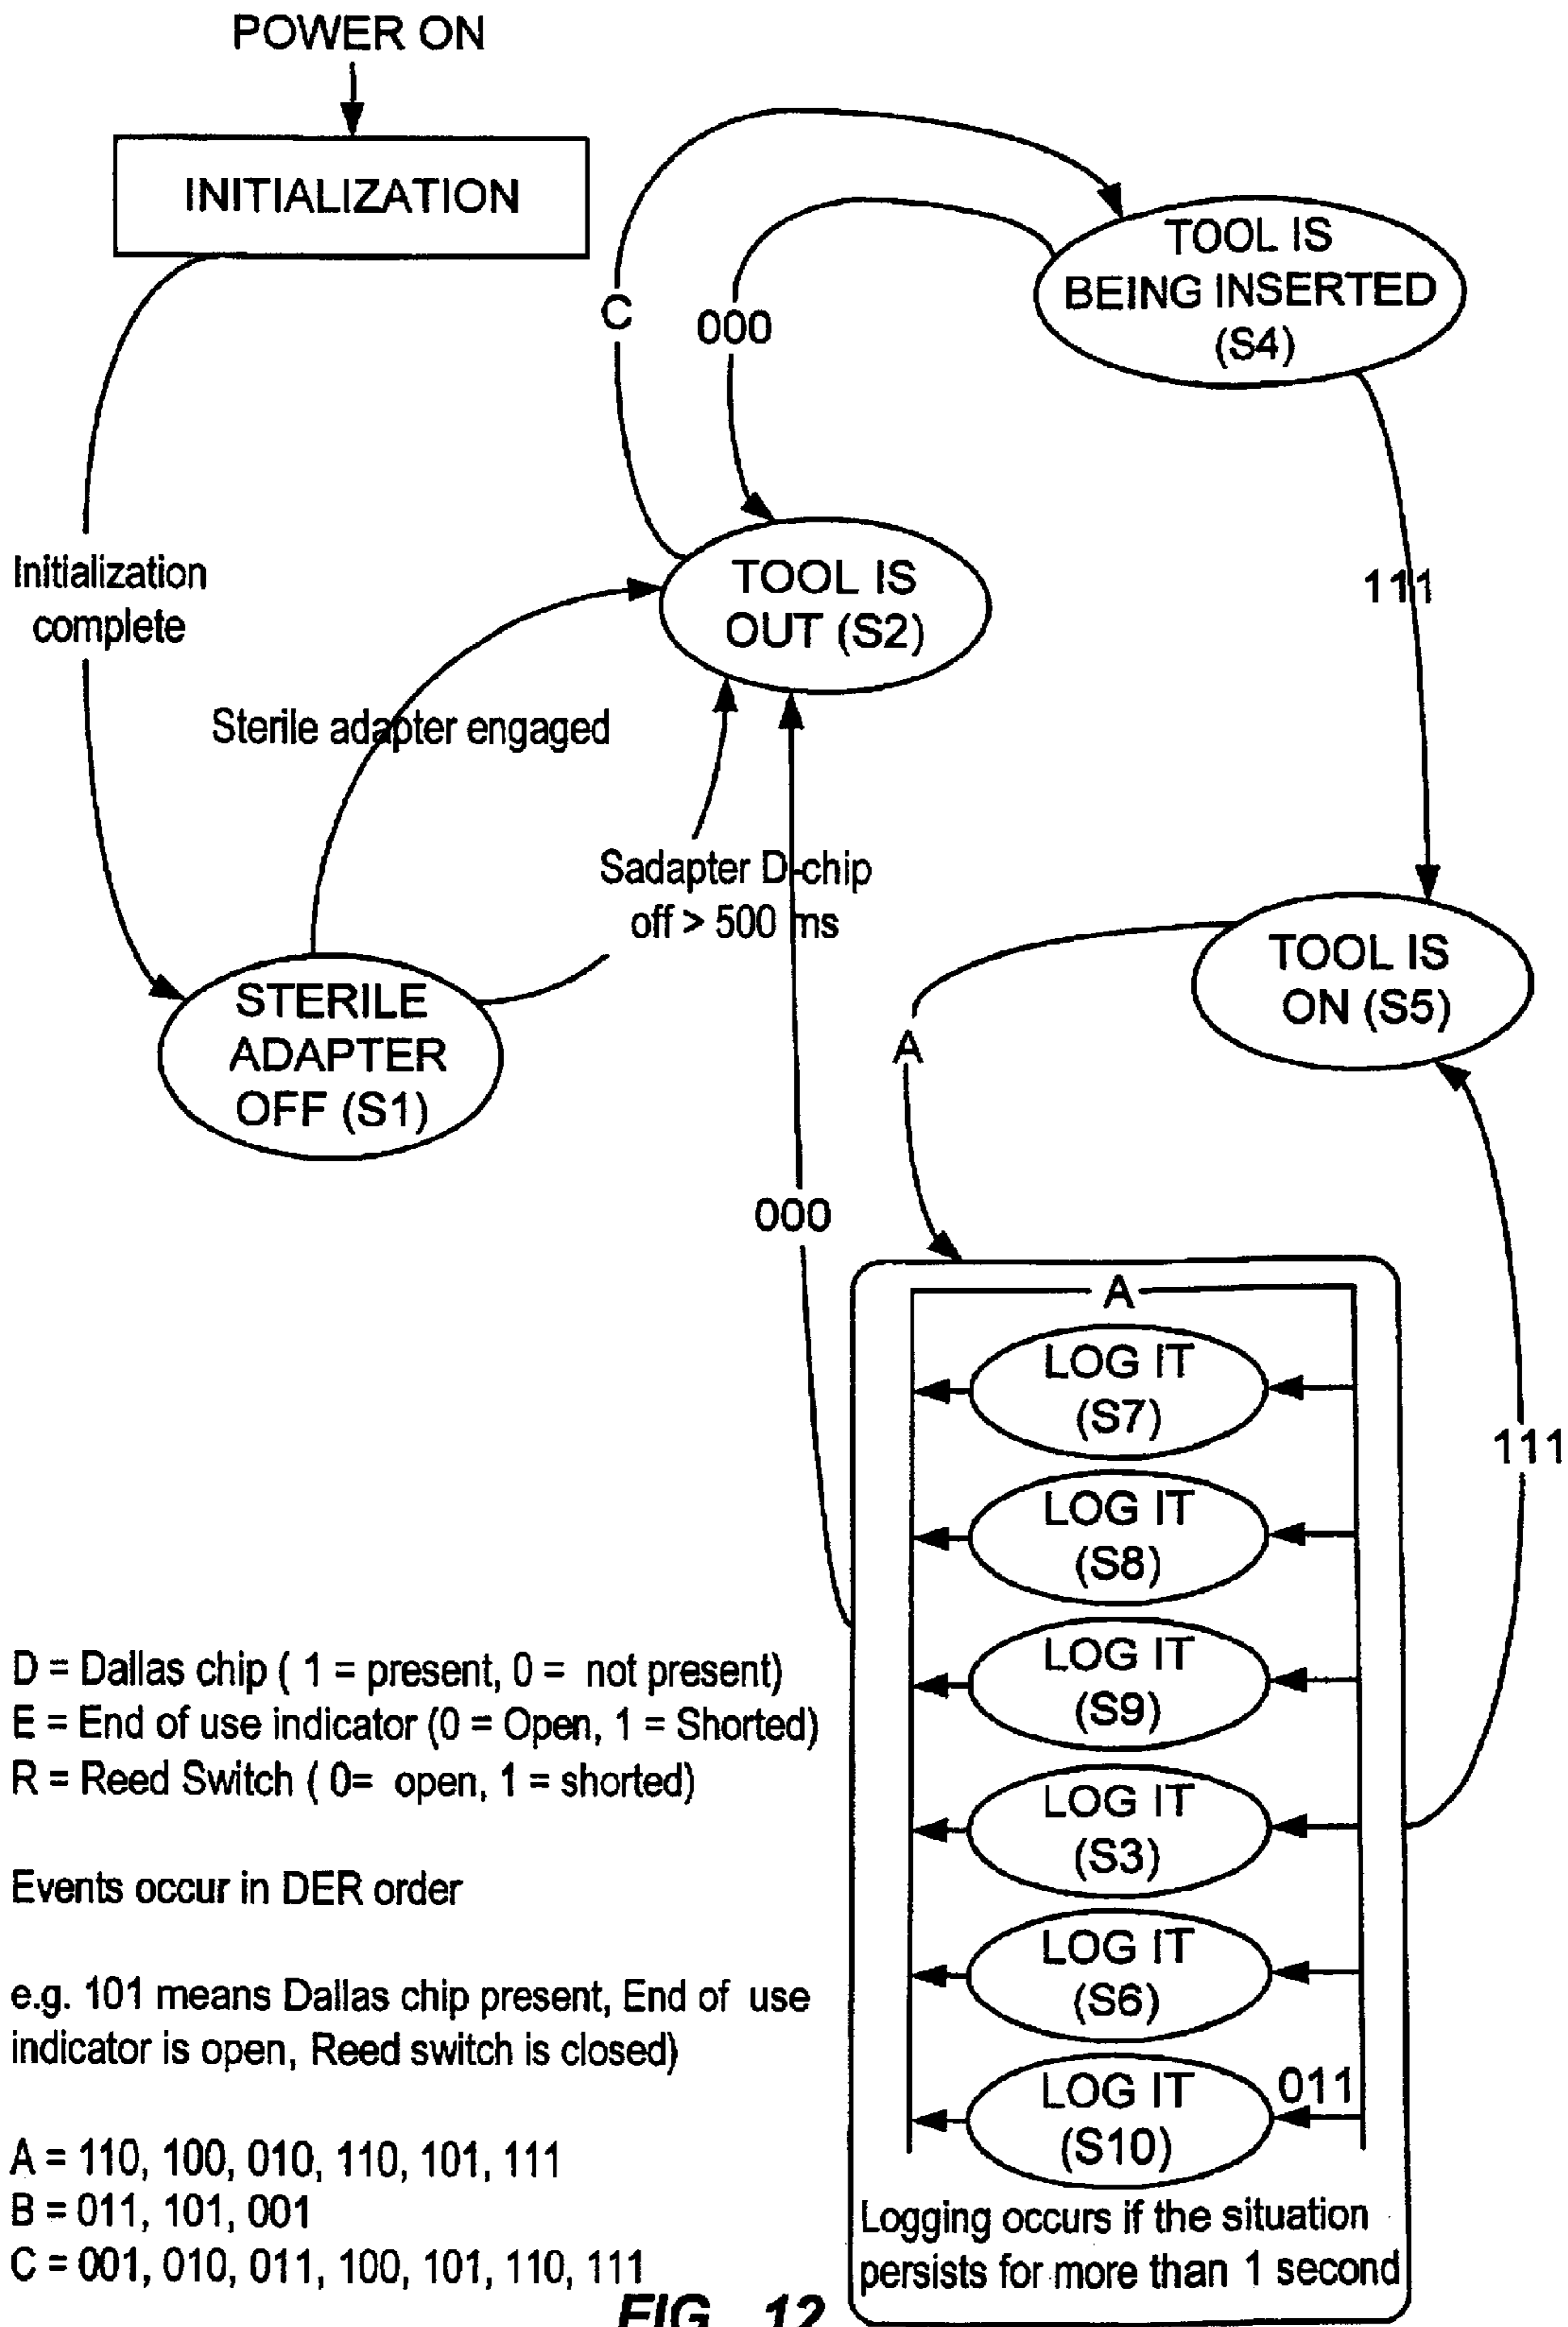 POWER ON
INITIALIZATION
TOOL IS
BEING INSERTED
(S4)
C
000
Initialization
complete
TOOL IS
OUT (S2)
111
Sterile adapter engaged
Sadapter D-chip
off > 500 ms
STERILE
ADAPTER
OFF (S1)
TOOL IS
ON (S5)
A
000
A
LOG IT
(S7)
LOG IT
(S8)
111
LOG IT
(S9)
LOG IT
(S3)
LOG IT
(S6)
LOG IT
(S10)
011
Logging occurs if the situation
persists for more than 1 second
D = Dallas chip ( 1 = present, 0 = not present)
E = End of use indicator (0 = Open, 1 = Shorted)
R = Reed Switch ( 0= open, 1 = shorted)
Events occur in DER order
e.g. 101 means Dallas chip present, End of use
indicator is open, Reed switch is closed)
A = 110, 100, 010, 110, 101, 111
B = 011, 101, 001
C = 001, 010, 011, 100, 101, 110, 111
FIG_12